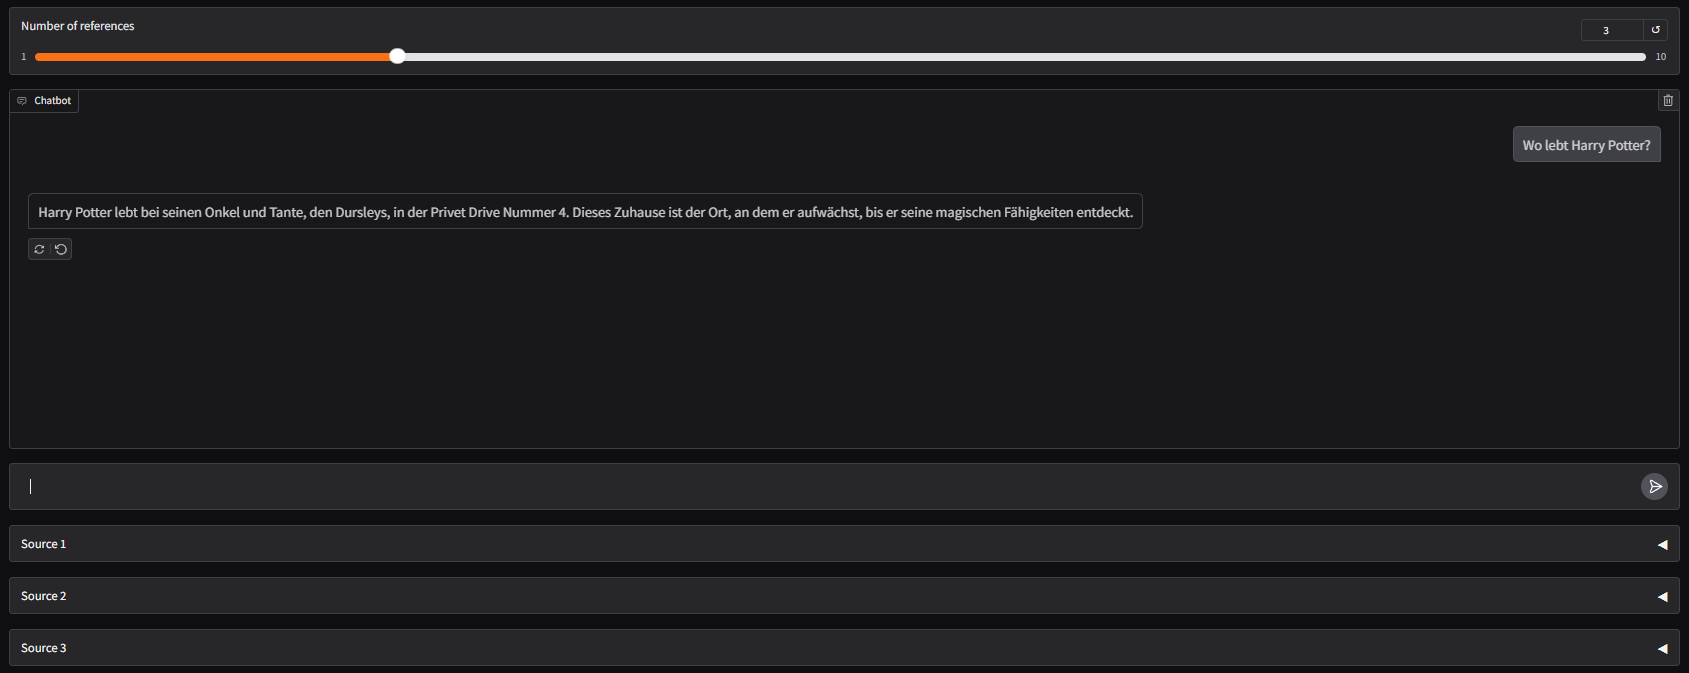 Number of references
3
1
10
Chatbot
Wo lebt Harry Potter?
Harry Potter lebt bei seinen Onkel und Tante, den Dursleys, in der Privet Drive Nummer 4. Dieses Zuhause ist der Ort, an dem er aufwächst, bis er seine magischen Fähigkeiten entdeckt.
Source 1
Source 2
Source 3